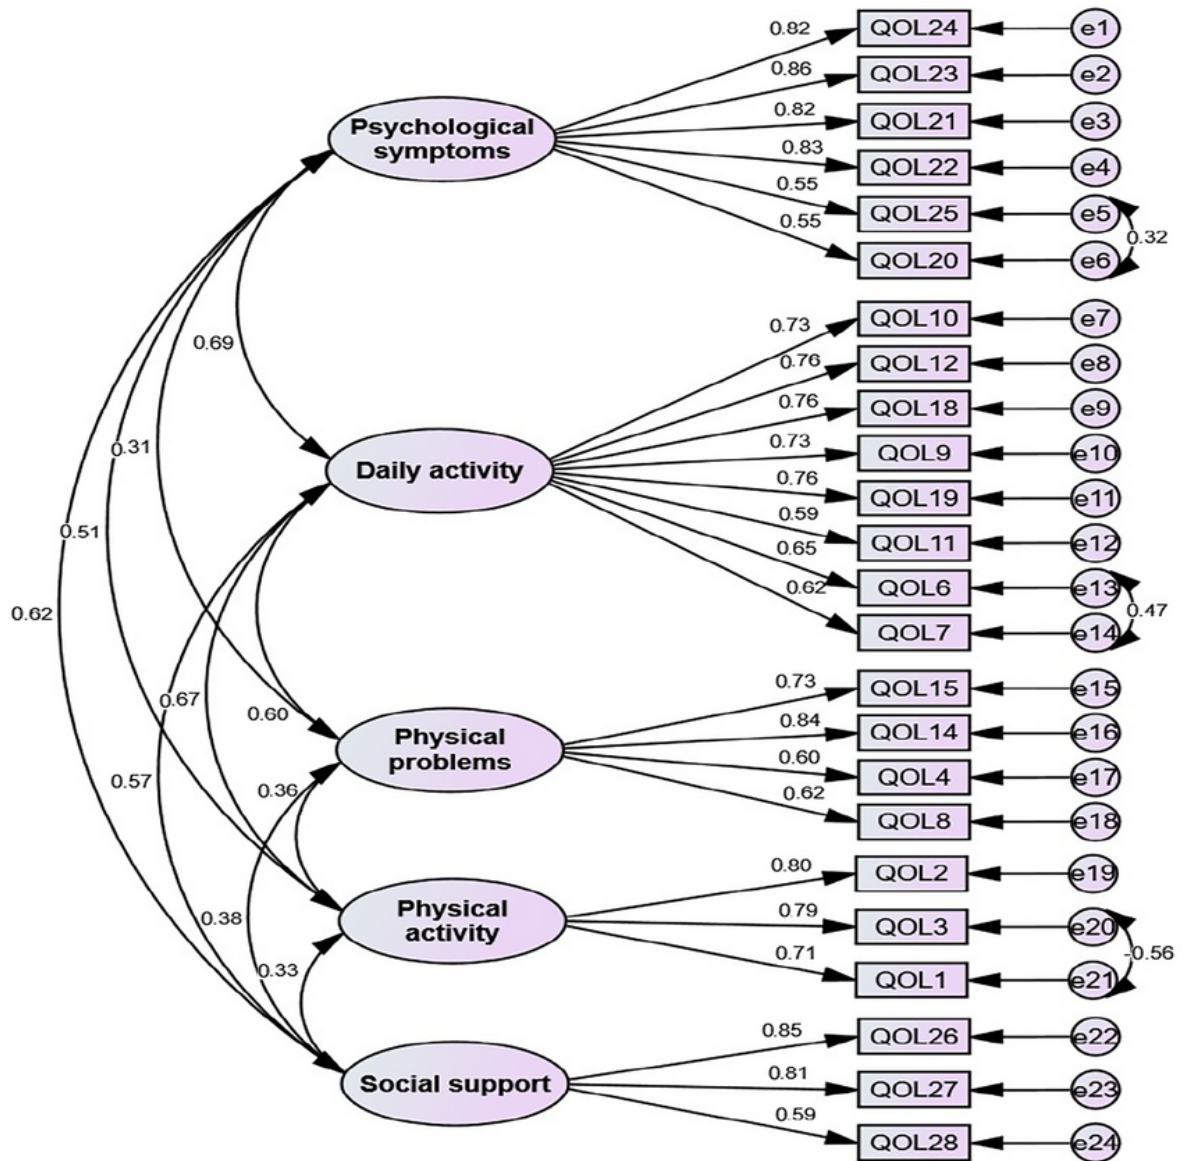 0.82 QOL24 e1
0.86 QOL23 e2
Psychological
symptoms
0.82 QOL21 e3
0.83 QOL22 e4
0.55 QOL25 e5
0.32
0.55 QOL20 e6
0.73 QOL10 e7
0.69
0.76 QOL12 e8
0.76 QOL18 e9
0.31
0.73 QOL9 e10
Daily activity
0.76 QOL19 e11
0.51
0.59 QOL11 e12
0.65 QOL6 e13
0.62
0.47
0.62 QOL7 e14
0.73 QOL15 e15
0.67
0.60
0.84 QOL14 e16
Physical
problems
0.60 QOL4 e17
0.57
0.36
0.62 QOL8 e18
0.80 QOL2 e19
Physical
activity
0.38
0.79 QOL3 e20
-0.56
0.33
0.71 QOL1 e21
0.85 QOL26 e22
Social support
0.81 QOL27 e23
0.59 QOL28 e24